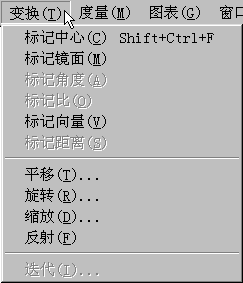 变换(T) 度量(M) 图表(G) 窗口
标记中心(C) Shift+Ctrl+F
标记镜面(M)
标记角度(A)
标记比(O)
标记向量(V)
标记距离(S)
平移(T)...
旋转(R)...
缩放(D)...
反射(F)
迭代(I)...